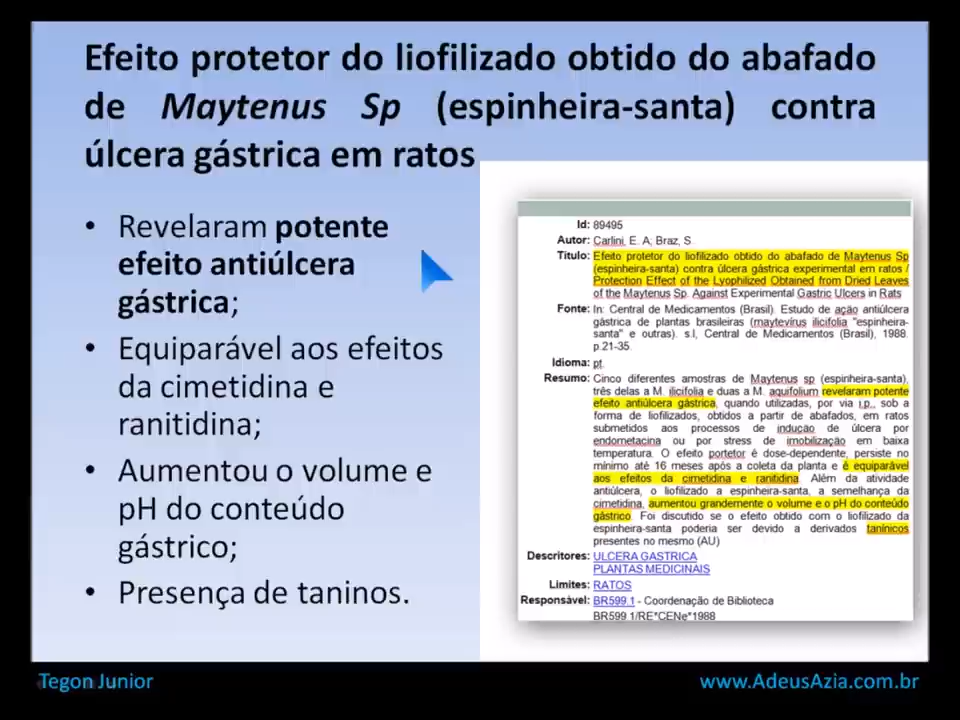 Efeito protetor do liofilizado obtido do abafado
de Maytenus Sp (espinheira-santa) contra
úlcera gástrica em ratos
• Revelaram potente
efeito antiúlcera
gástrica;
• Equiparável aos efeitos
da cimetidina e
ranitidina;
• Aumentou o volume e
pH do conteúdo
gástrico;
• Presença de taninos.
Id: 89495
Autor: Carlini, E. A; Braz, S.
Título: Efeito protetor do liofilizado obtido do abafado de Maytenus Sp
(espinheira-santa) contra úlcera gástrica experimental em ratos /
Protection Effect of the Lyophilized Obtained from Dried Leaves
of the Maytenus Sp. Against Experimental Gastric Ulcers in Rats
Fonte: In: Central de Medicamentos (Brasil). Estudo de ação antiúlcera
gástrica de plantas brasileiras (maytevírus ilicifolia "espinheira-
santa" e outras). s.l, Central de Medicamentos (Brasil), 1988.
p.21-35.
Idioma: pt.
Resumo: Cinco diferentes amostras de Maytenus sp (espinheira-santa),
três delas a M. ilicifolia e duas a M. aquifolium revelaram potente
efeito antiúlcera gástrica, quando utilizadas, por via i.p., sob a
forma de liofilizados, obtidos a partir de abafados, em ratos
submetidos aos processos de indução de úlcera por
endometacina ou por stress de imobilização em baixa
temperatura. O efeito portetor é dose-dependente, persiste no
mínimo até 16 meses após a coleta da planta e é equiparável
aos efeitos da cimetidina e ranitidina. Além da atividade
antiúlcera, o liofilizado a espinheira-santa, a semelhança da
cimetidina, aumentou grandemente o volume e o pH do conteúdo
gástrico. Foi discutido se o efeito obtido com o liofilizado da
espinheira-santa poderia ser devido a derivados tanínicos
presentes no mesmo (AU)
Descritores: ULCERA GASTRICA
PLANTAS MEDICINAIS
Limites: RATOS
Responsável: BR599.1 - Coordenação de Biblioteca
BR599.1/RE*CENe*1988
Tegon Junior
www.AdeusAzia.com.br